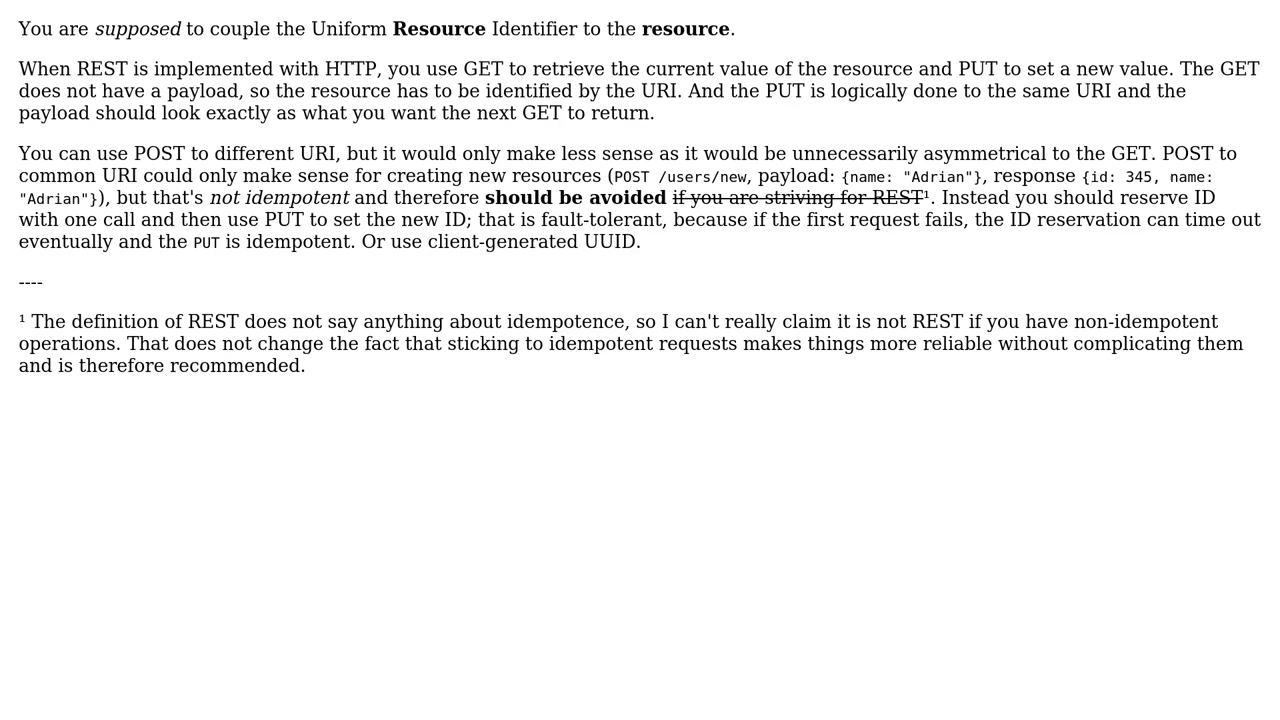 You are supposed to couple the Uniform Resource Identifier to the resource.
When REST is implemented with HTTP, you use GET to retrieve the current value of the resource and PUT to set a new value. The GET
does not have a payload, so the resource has to be identified by the URI. And the PUT is logically done to the same URI and the
payload should look exactly as what you want the next GET to return.
You can use POST to different URI, but it would only make less sense as it would be unnecessarily asymmetrical to the GET. POST to
common URI could only make sense for creating new resources (POST /users/new, payload: {name: "Adrian"}, response {id: 345, name:
"Adrian"}), but that's not idempotent and therefore should be avoided if you are striving for REST¹. Instead you should reserve ID
with one call and then use PUT to set the new ID; that is fault-tolerant, because if the first request fails, the ID reservation can time out
eventually and the PUT is idempotent. Or use client-generated UUID.
----
¹ The definition of REST does not say anything about idempotence, so I can't really claim it is not REST if you have non-idempotent
operations. That does not change the fact that sticking to idempotent requests makes things more reliable without complicating them
and is therefore recommended.